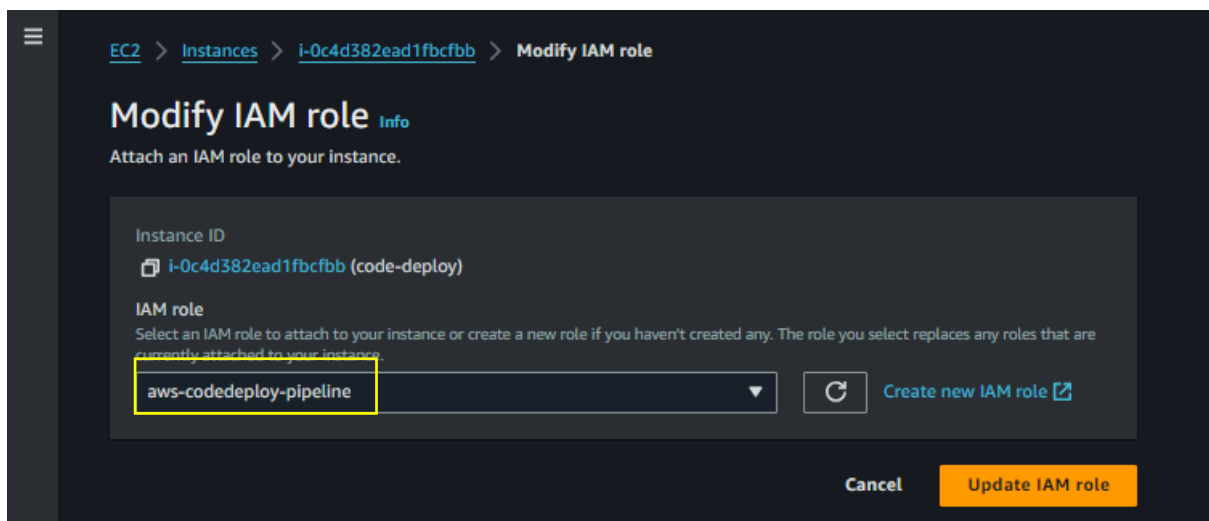 EC2 > Instances > i-0c4d382ead1fbcfbb > Modify IAM role
Modify IAM role Info
Attach an IAM role to your instance.
Instance ID
i-0c4d382ead1fbcfbb (code-deploy)
IAM role
Select an IAM role to attach to your instance or create a new role if you haven't created any. The role you select replaces any roles that are
currently attached to your instance.
aws-codedeploy-pipeline
Create new IAM role
Cancel Update IAM role